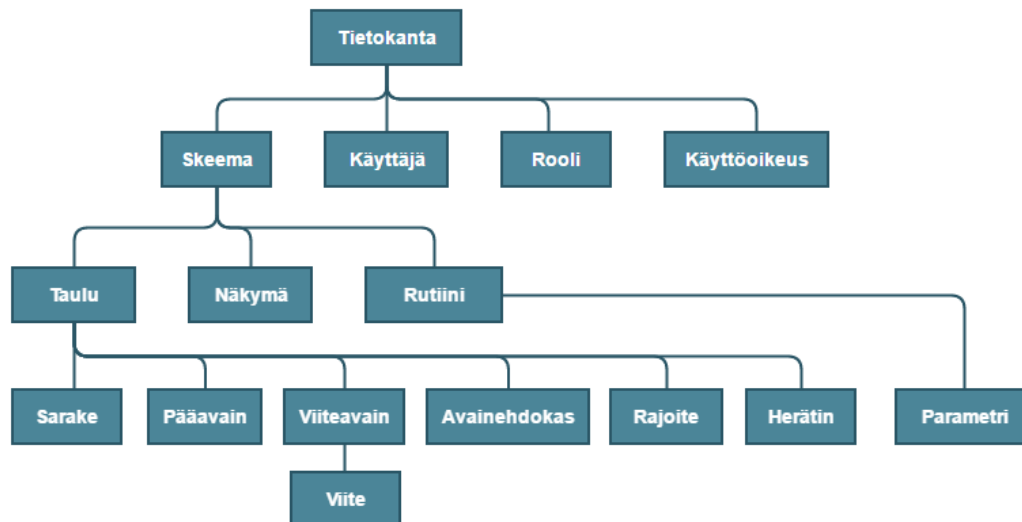 Tietokanta
Skeema
Käyttäjä
Rooli
Käyttöoikeus
Taulu
Näkymä
Rutiini
Sarake
Pääavain
Viiteavain
Avainehdokas
Rajoite
Herätin
Parametri
Viite